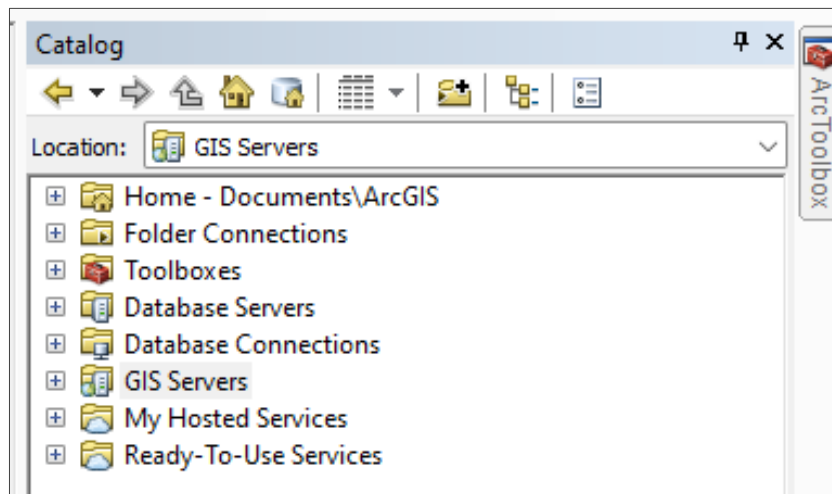 Catalog
Location: GIS Servers
Home - Documents\ArcGIS
Folder Connections
Toolboxes
Database Servers
Database Connections
GIS Servers
My Hosted Services
Ready-To-Use Services
ArcToolbox